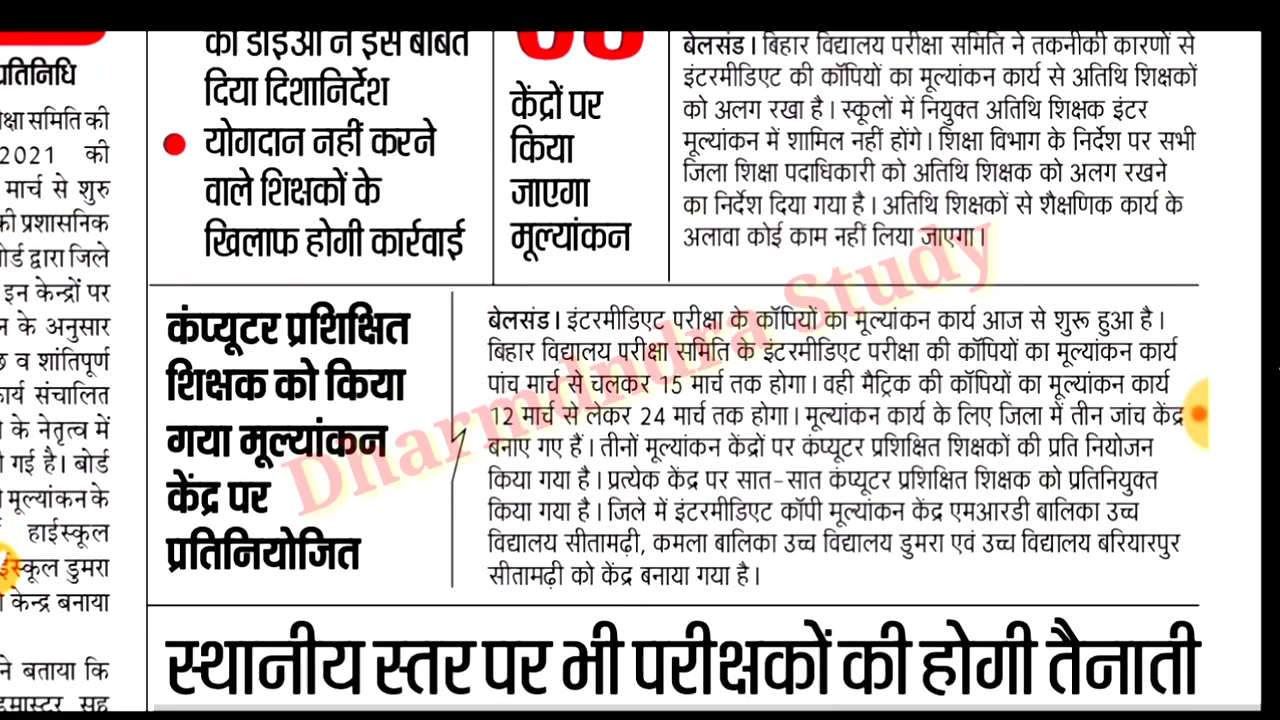 प्रतिनिधि
क्षा समिति की
2021 की
मार्च से शुरु
की प्रशासनिक
ोर्ड द्वारा जिले
इन केन्द्रों पर
न के अनुसार
व शांतिपूर्ण
कार्य संचालित
के नेतृत्व में
गई है। बोर्ड
मूल्यांकन के
हाईस्कूल
ईस्कूल डुमरा
केन्द्र बनाया
ने बताया कि
की डीईओ ने इस बाबत
दिया दिशानिर्देश
योगदान नहीं करने
वाले शिक्षकों के
खिलाफ होगी कार्रवाई
केंद्रों पर
किया
जाएगा
मूल्यांकन
बेलसंड। बिहार विद्यालय परीक्षा समिति ने तकनीकी कारणों से
इंटरमीडिएट की कॉपियों का मूल्यांकन कार्य से अतिथि शिक्षकों
को अलग रखा है। स्कूलों में नियुक्त अतिथि शिक्षक इंटर
मूल्यांकन में शामिल नहीं होंगे। शिक्षा विभाग के निर्देश पर सभी
जिला शिक्षा पदाधिकारी को अतिथि शिक्षक को अलग रखने
का निर्देश दिया गया है। अतिथि शिक्षकों से शैक्षणिक कार्य के
अलावा कोई काम नहीं लिया जाएगा।
कंप्यूटर प्रशिक्षित
शिक्षक को किया
गया मूल्यांकन
केंद्र पर
प्रतिनियोजित
बेलसंड। इंटरमीडिएट परीक्षा के कॉपियों का मूल्यांकन कार्य आज से शुरू हुआ है।
बिहार विद्यालय परीक्षा समिति के इंटरमीडिएट परीक्षा की कॉपियों का मूल्यांकन कार्य
पांच मार्च से चलकर 15 मार्च तक होगा। वही मैट्रिक की कॉपियों का मूल्यांकन कार्य
12 मार्च से लेकर 24 मार्च तक होगा। मूल्यांकन कार्य के लिए जिला में तीन जांच केंद्र
बनाए गए हैं। तीनों मूल्यांकन केंद्रों पर कंप्यूटर प्रशिक्षित शिक्षकों की प्रति नियोजन
किया गया है। प्रत्येक केंद्र पर सात-सात कंप्यूटर प्रशिक्षित शिक्षक को प्रतिनियुक्त
किया गया है। जिले में इंटरमीडिएट कॉपी मूल्यांकन केंद्र एमआरडी बालिका उच्च
विद्यालय सीतामढ़ी, कमला बालिका उच्च विद्यालय डुमरा एवं उच्च विद्यालय बरियारपुर
सीतामढ़ी को केंद्र बनाया गया है।
Dharmdndra Study
स्थानीय स्तर पर भी परीक्षकों की होगी तैनाती